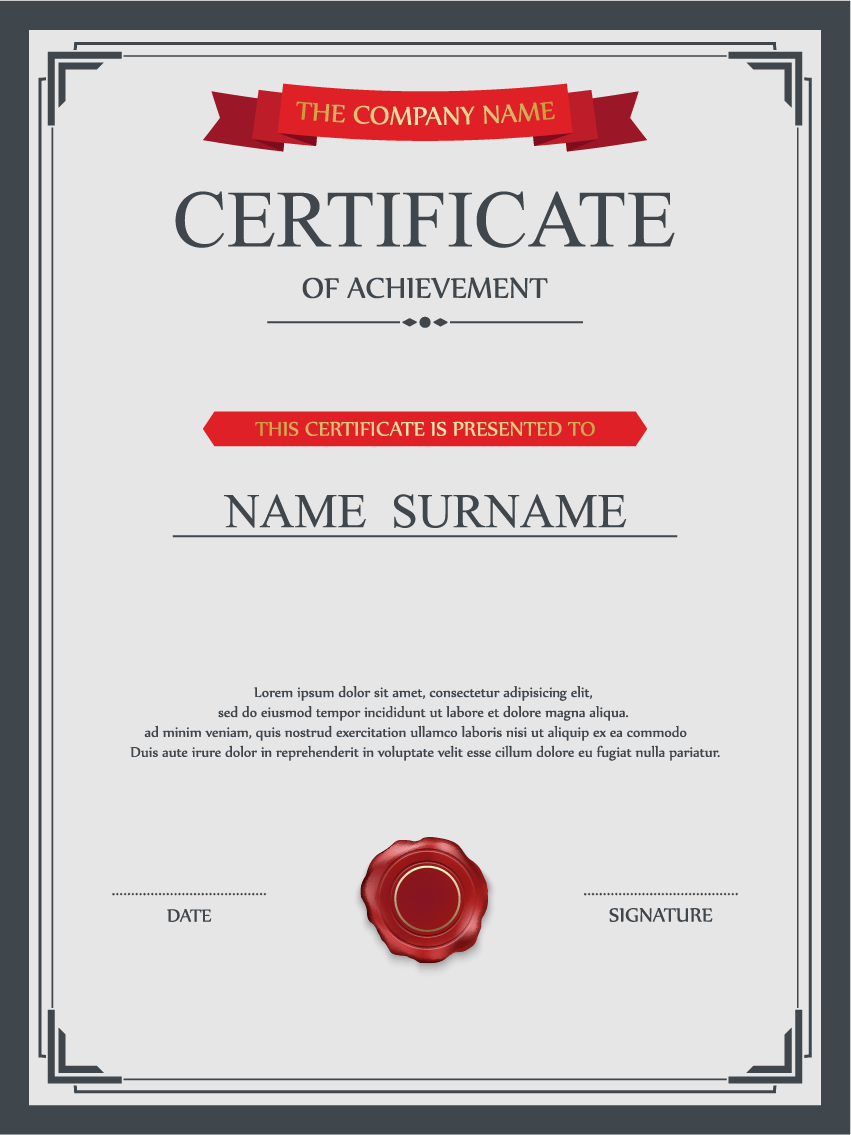 THE COMPANY NAME
CERTIFICATE
OF ACHIEVEMENT
THIS CERTIFICATE IS PRESENTED TO
NAME SURNAME
Lorem ipsum dolor sit amet, consectetur adipisicing elit,
sed do eiusmod tempor incididunt ut labore et dolore magna aliqua.
ad minim veniam, quis nostrud exercitation ullamco laboris nisi ut aliquip ex ea commodo
Duis aute irure dolor in reprehenderit in voluptate velit esse cillum dolore eu fugiat nulla pariatur.
DATE
SIGNATURE